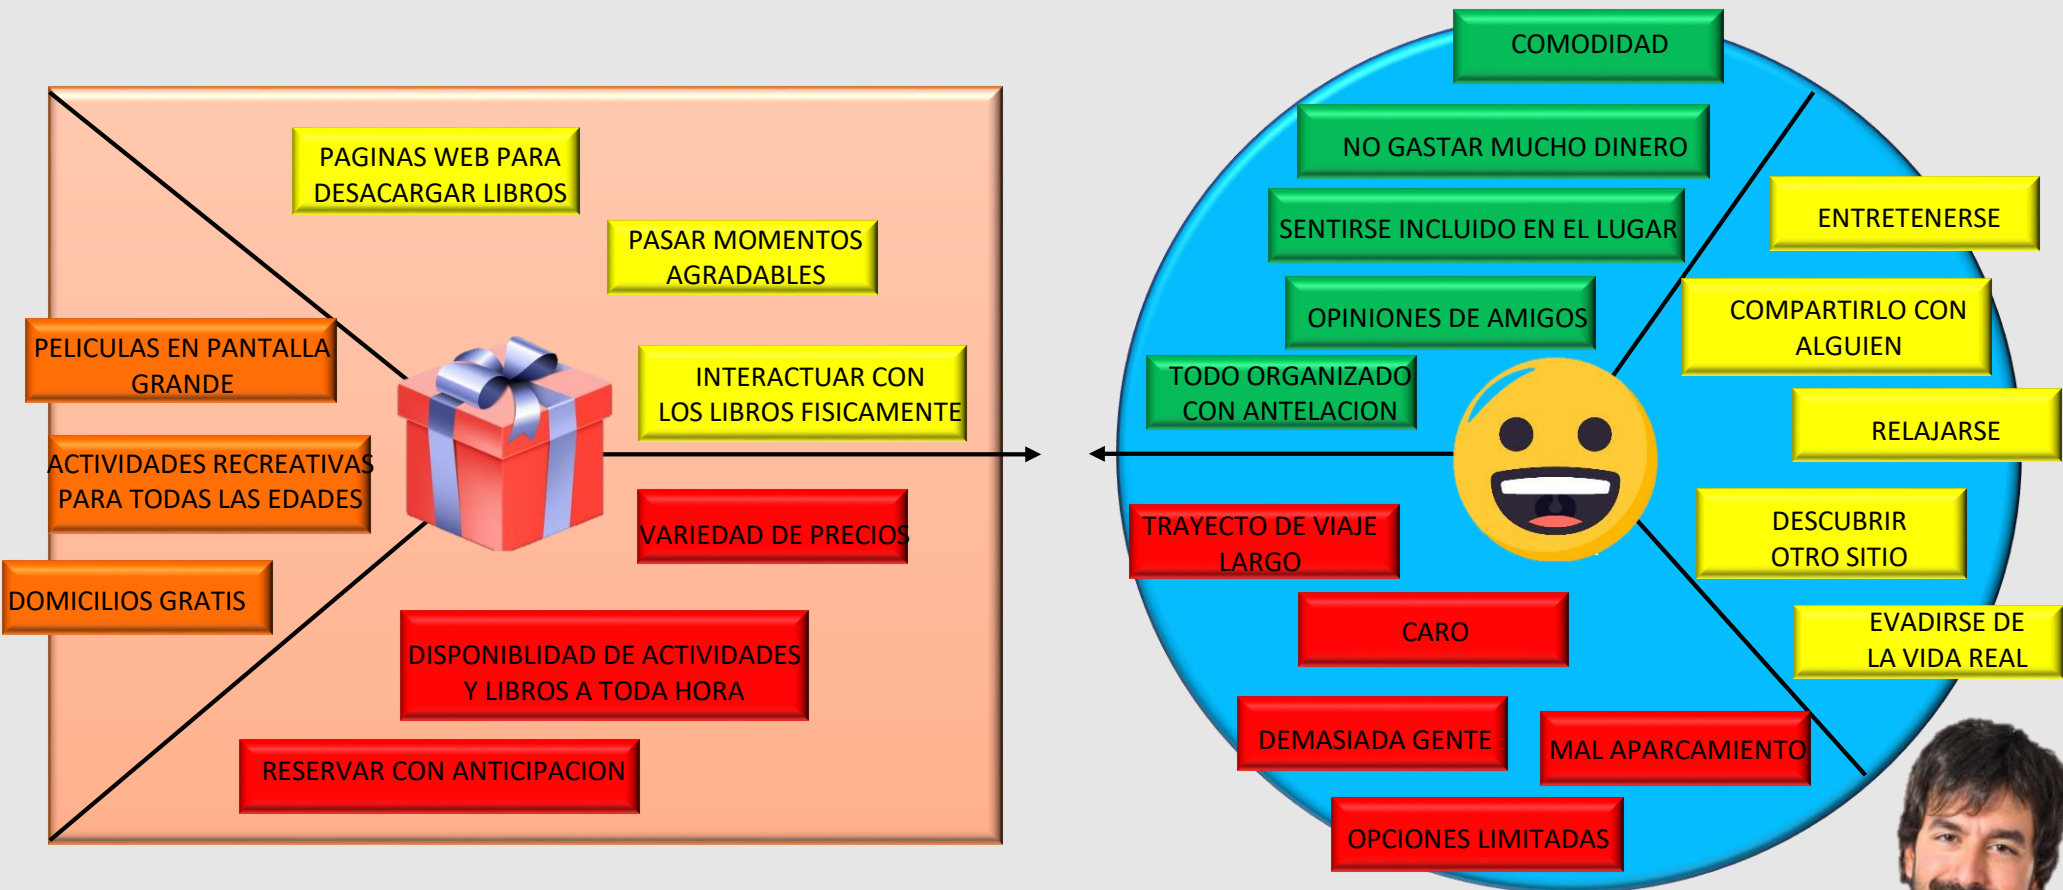 PAGINAS WEB PARA
DESACARGAR LIBROS
PASAR MOMENTOS
AGRADABLES
INTERACTUAR CON
LOS LIBROS FISICAMENTE
PELICULAS EN PANTALLA
GRANDE
ACTIVIDADES RECREATIVAS
PARA TODAS LAS EDADES
DOMICILIOS GRATIS
VARIEDAD DE PRECIOS
DISPONIBLIDAD DE ACTIVIDADES
Y LIBROS A TODA HORA
RESERVAR CON ANTICIPACION
COMODIDAD
NO GASTAR MUCHO DINERO
SENTIRSE INCLUIDO EN EL LUGAR
OPINIONES DE AMIGOS
TODO ORGANIZADO
CON ANTELACION
ENTRETENERSE
COMPARTIRLO CON
ALGUIEN
RELAJARSE
DESCUBRIR
OTRO SITIO
EVADIRSE DE
LA VIDA REAL
TRAYECTO DE VIAJE
LARGO
CARO
DEMASIADA GENTE
MAL APARCAMIENTO
OPCIONES LIMITADAS